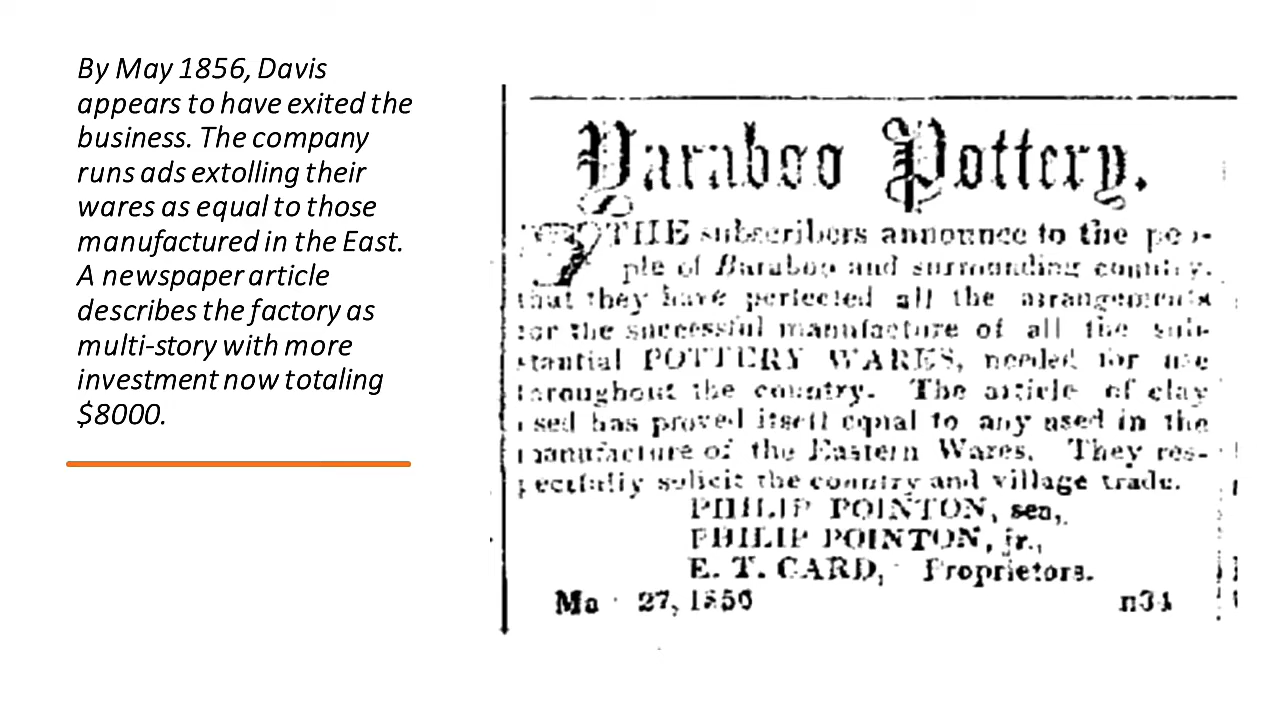 By May 1856, Davis
appears to have exited the
business. The company
runs ads extolling their
wares as equal to those
manufactured in the East.
A newspaper article
describes the factory as
multi-story with more
investment now totaling
$8000.
Baraboo Pottery.
THE subscribers announce to the peo-
ple of Baraboo and surrounding country,
that they have perfected all the arrangements
for the successful manufacture of all the sub-
stantial POTTERY WARES, needed for use
throughout the country. The article of clay
used has proved itself equal to any used in the
manufacture of the Eastern Wares. They res-
pectfully solicit the country and village trade.
PHILIP POINTON, sen,
PHILIP POINTON, jr.,
E. T. CARD, Proprietors.
27, 1856 n34